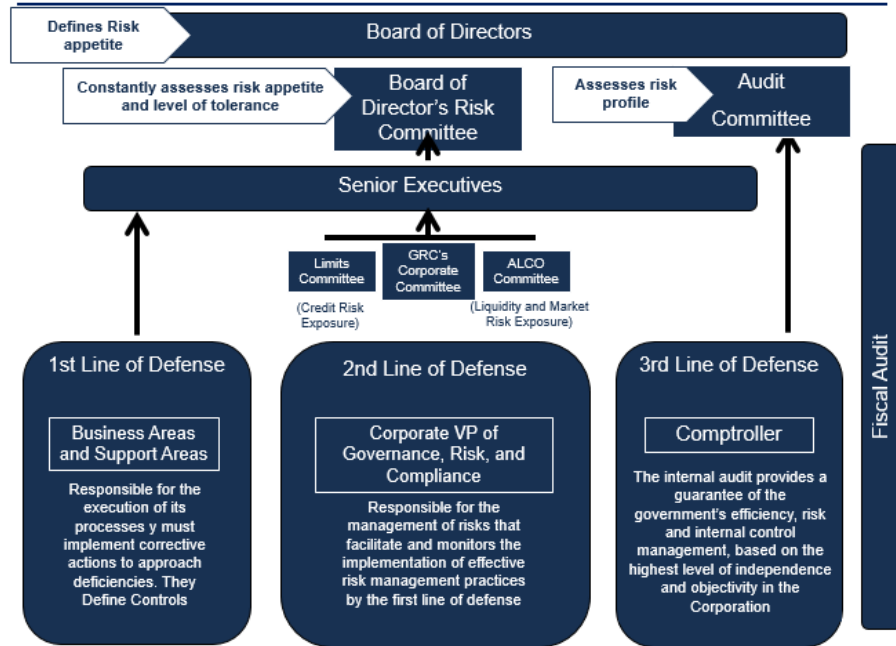 Defines Risk
appetite
Board of Directors
Constantly assesses risk appetite
and level of tolerance
Board of
Director's Risk
Committee
Assesses risk
profile
Audit
Committee
Senior Executives
Limits
Committee
(Credit Risk
Exposure)
GRC's
Corporate
Committee
ALCO
Committee
(Liquidity and Market
Risk Exposure)
1st Line of Defense
Business Areas
and Support Areas
Responsible for the
execution of its
processes y must
implement corrective
actions to approach
deficiencies. They
Define Controls
2nd Line of Defense
Corporate VP of
Governance, Risk, and
Compliance
Responsible for the
management of risks that
facilitate and monitors the
implementation of effective
risk management practices
by the first line of defense
3rd Line of Defense
Comptroller
The internal audit provides a
guarantee of the
government's efficiency, risk
and internal control
management, based on the
highest level of independence
and objectivity in the
Corporation
Fiscal Audit